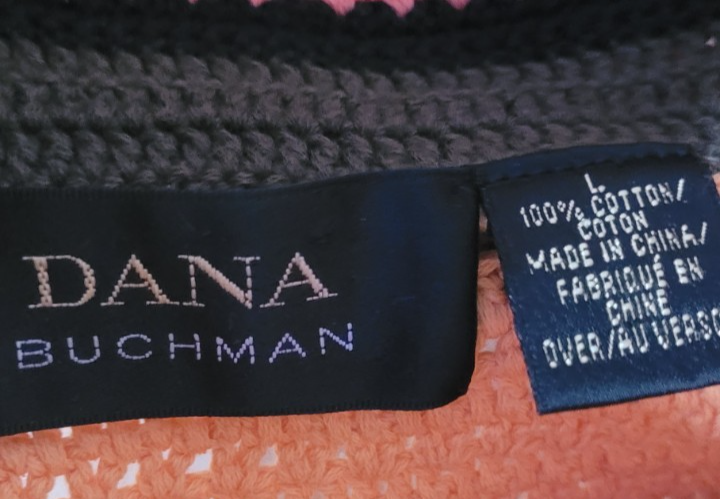 DANA
BUCHMAN
L.
100% COTTON/
COTON
MADE IN CHINA/
FABRIQUÉ EN
CHINE
OVER/AU VERSO